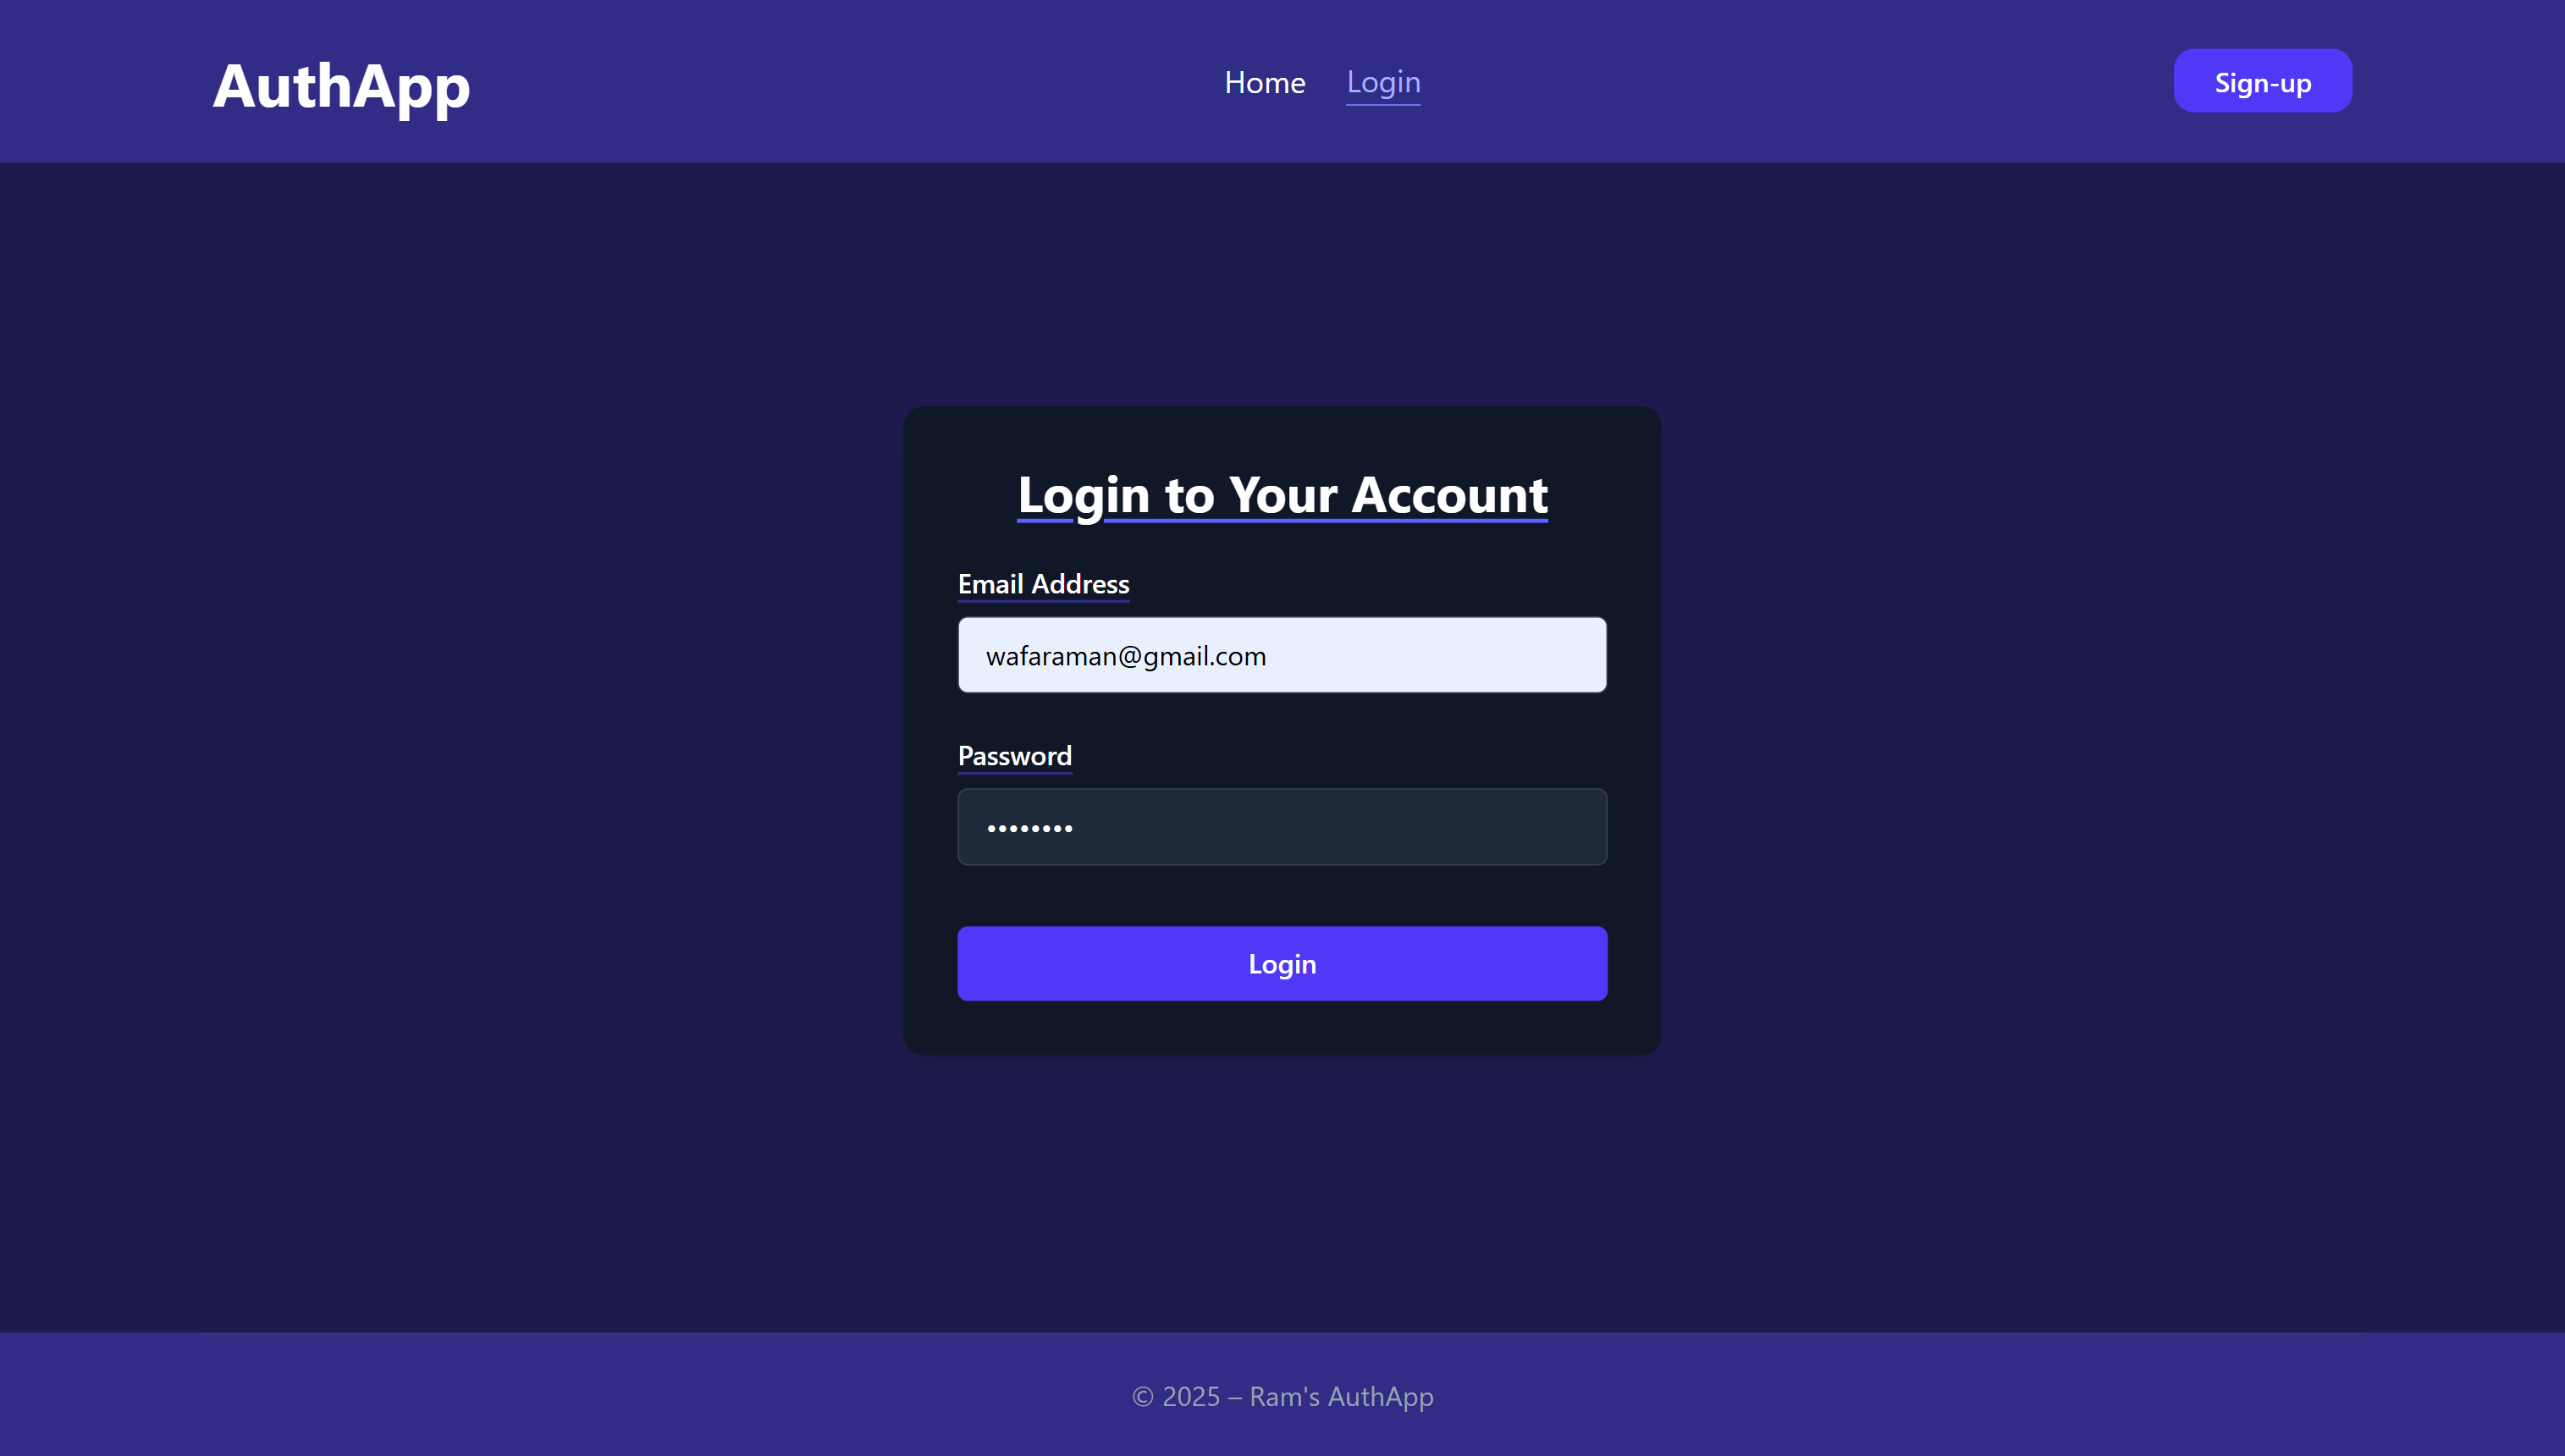 AuthApp
Home
Login
Sign-up
Login to Your Account
Email Address
wafaraman@gmail.com
Password
••••••••
Login
© 2025 – Ram's AuthApp